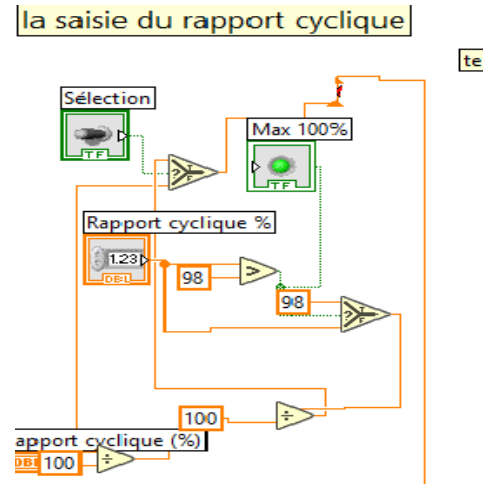 la saisie du rapport cyclique
te
Sélection
TF
Max 100%
TF
Rapport cyclique %
1.23
DBL
98
>
98
100
÷
apport cyclique (%)
DBL
100
÷